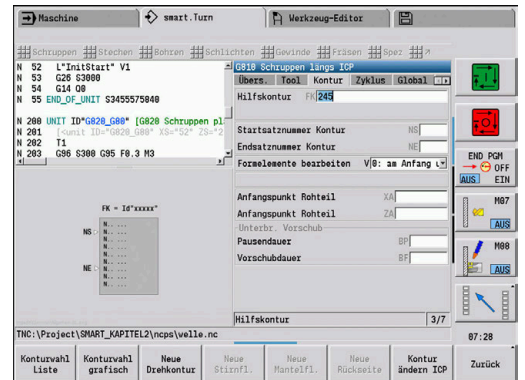 Maschine
smart.Turn
Werkzeug-Editor
Schruppen Stechen Bohren Schlichten Gewinde Fräsen Spez
N 52 L"InitStart" V1
N 53 G26 S3000
N 54 G14 Q0
N 55 END_OF_UNIT S3455575040
N 200 UNIT ID"G820_G80" [G820 Schruppen pl
N 201 [<unit ID="G820_G80" XS="52" ZS="2
N 202 T1
N 203 G96 S300 G95 F0.3 M3
G810 Schruppen längs ICP
Übers. Tool Kontur Zyklus Global
Hilfskontur FK 245
Startsatznummer Kontur NS
Endsatznummer Kontur NE
Formelemente bearbeiten V 0: am Anfang
Anfangspunkt Rohteil XA
Anfangspunkt Rohteil ZA
Unterbr. Vorschub
Pausendauer BP
Vorschubdauer BF
Hilfskontur 3/7
FK = Id"xxxxx"
NS
N.. ...
N.. ...
N.. ...
N.. ...
NE
N.. ...
N.. ...
N.. ...
TNC:\Project\SMART_KAPITEL2\ncps\welle.nc
END PGM
OFF
AUS EIN
M07
AUS
M08
AUS
07:28
Konturwahl Liste
Konturwahl grafisch
Neue Drehkontur
Neue Stirnfl.
Neue Mantelfl.
Neue Rückseite
Kontur ändern ICP
Zurück